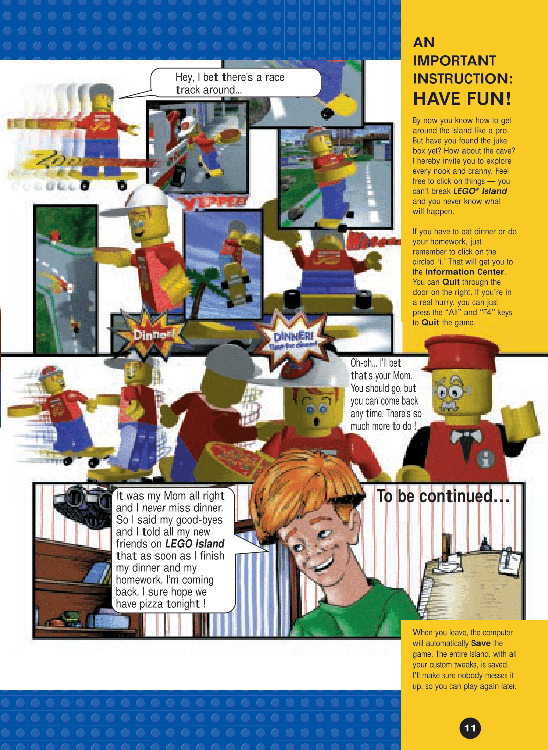 AN
IMPORTANT
INSTRUCTION:
HAVE FUN!
By now you know how to get
around the island like a pro.
But have you found the juke
box yet? How about the cave?
I hereby invite you to explore
every nook and cranny. Feel
free to click on things — you
can't break LEGO® Island
and you never know what
will happen.
If you have to eat dinner or do
your homework, just
remember to click on the
circled "i." That will get you to
the Information Center.
You can Quit through the
door on the right. If you're in
a real hurry, you can just
press the "Alt" and "F4" keys
to Quit the game.
Hey, I bet there's a race
track around...
Zoo
YIPPEE!
Dinner!
DINNER!
Time for dinner!
Oh-oh... I'll bet
that's your Mom.
You should go, but
you can come back
any time. There's so
much more to do !
It was my Mom all right
and I never miss dinner.
So I said my good-byes
and I told all my new
friends on LEGO Island
that as soon as I finish
my dinner and my
homework, I'm coming
back. I sure hope we
have pizza tonight !
To be continued...
When you leave, the computer
will automatically Save the
game. The entire Island, with all
your custom tweaks, is saved.
I'll make sure nobody messes it
up, so you can play again later.
11